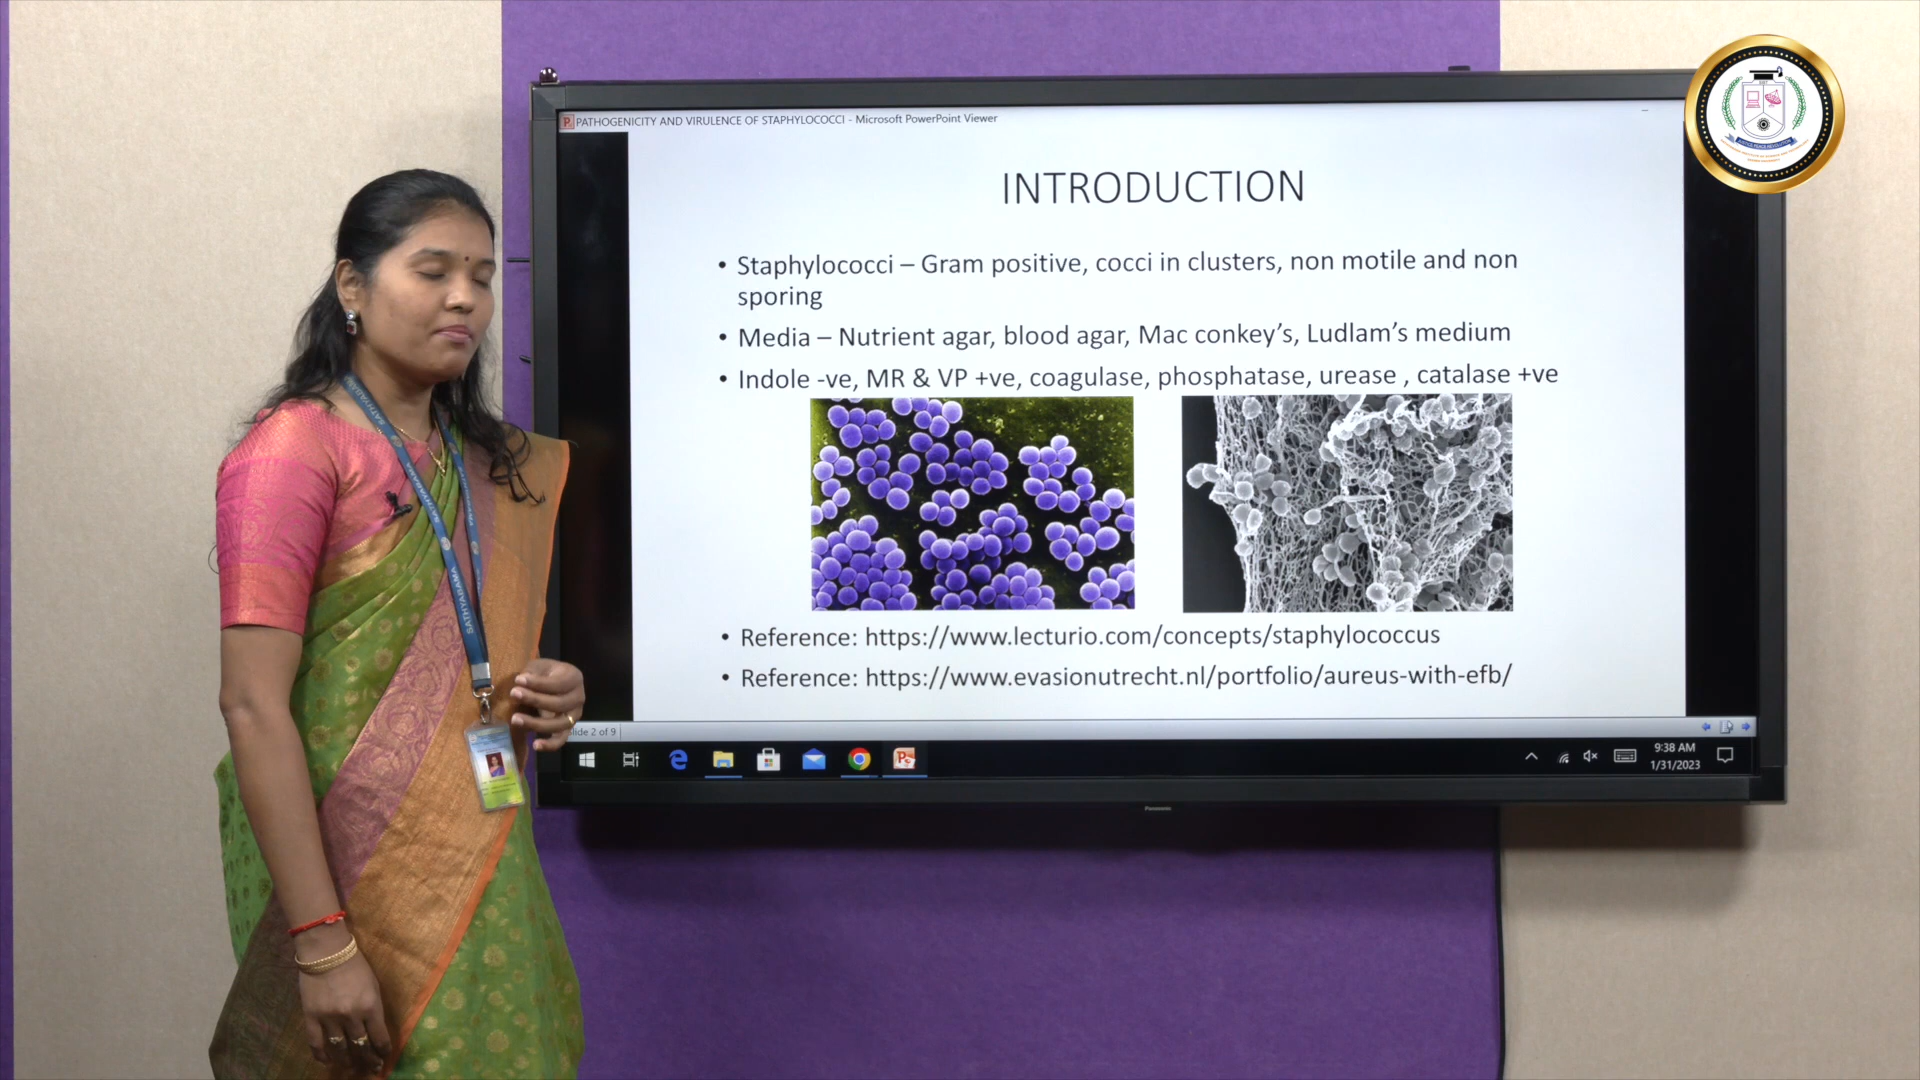 PATHOGENICITY AND VIRULENCE OF STAPHYLOCOCCI - Microsoft PowerPoint Viewer
INTRODUCTION
• Staphylococci – Gram positive, cocci in clusters, non motile and non
sporing
• Media – Nutrient agar, blood agar, Mac conkey's, Ludlam's medium
• Indole -ve, MR & VP +ve, coagulase, phosphatase, urease , catalase +ve
• Reference: https://www.lecturio.com/concepts/staphylococcus
• Reference: https://www.evasionutrecht.nl/portfolio/aureus-with-efb/
lide 2 of 9
9:38 AM
1/31/2023
Panasonic
SATHYABAMA
SATHYABAMA